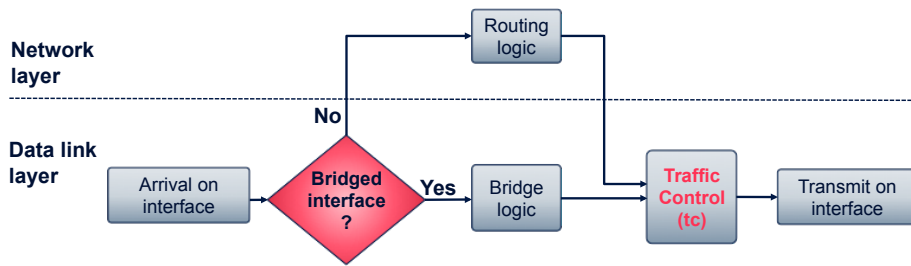 Network
layer
Routing
logic
No
Data link
layer
Arrival on
interface
Bridged
interface
?
Yes
Bridge
logic
Traffic
Control
(tc)
Transmit on
interface